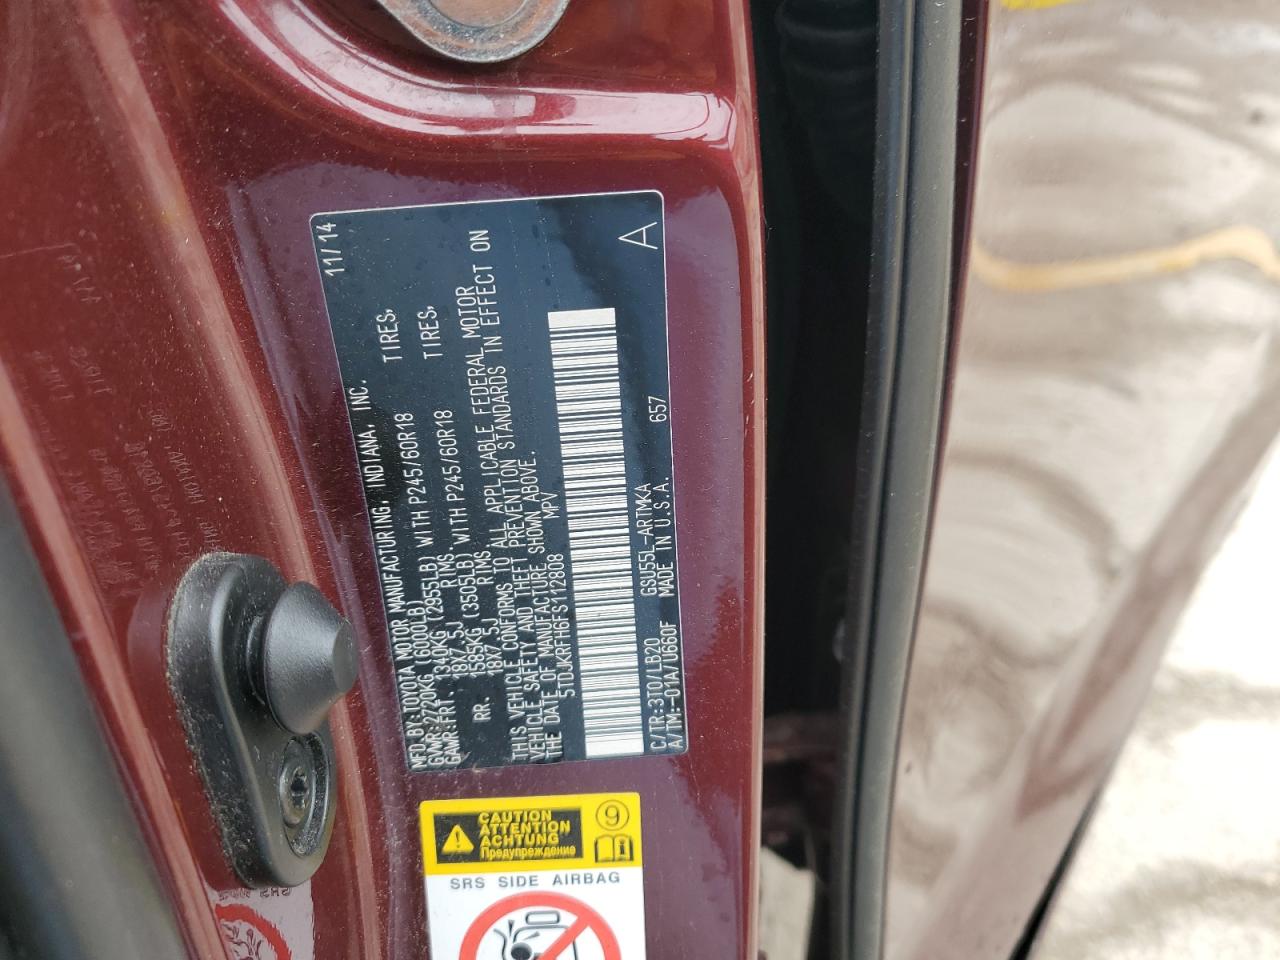 MFD.BY:TOYOTA MOTOR MANUFACTURING, INDIANA, INC. 11/14
GVWR:2720KG (6000LB)
GAWR:FRT. 1340KG (2955LB) WITH P245/60R18 TIRES,
18X7.5J RIMS.
RR. 1595KG (3505LB) WITH P245/60R18 TIRES,
18X7.5J RIMS
THIS VEHICLE CONFORMS TO ALL APPLICABLE FEDERAL MOTOR
VEHICLE SAFETY AND THEFT PREVENTION STANDARDS IN EFFECT ON
THE DATE OF MANUFACTURE SHOWN ABOVE.
5TDJKRFH6FS112808 MPV
C/TR:3TO/LB20 GSU55L-ARTMKA
A/TM:-01A/U660F MADE IN U.S.A. 657 A
CAUTION
ATTENTION
ACHTUNG
Предупреждение
9
SRS SIDE AIRBAG